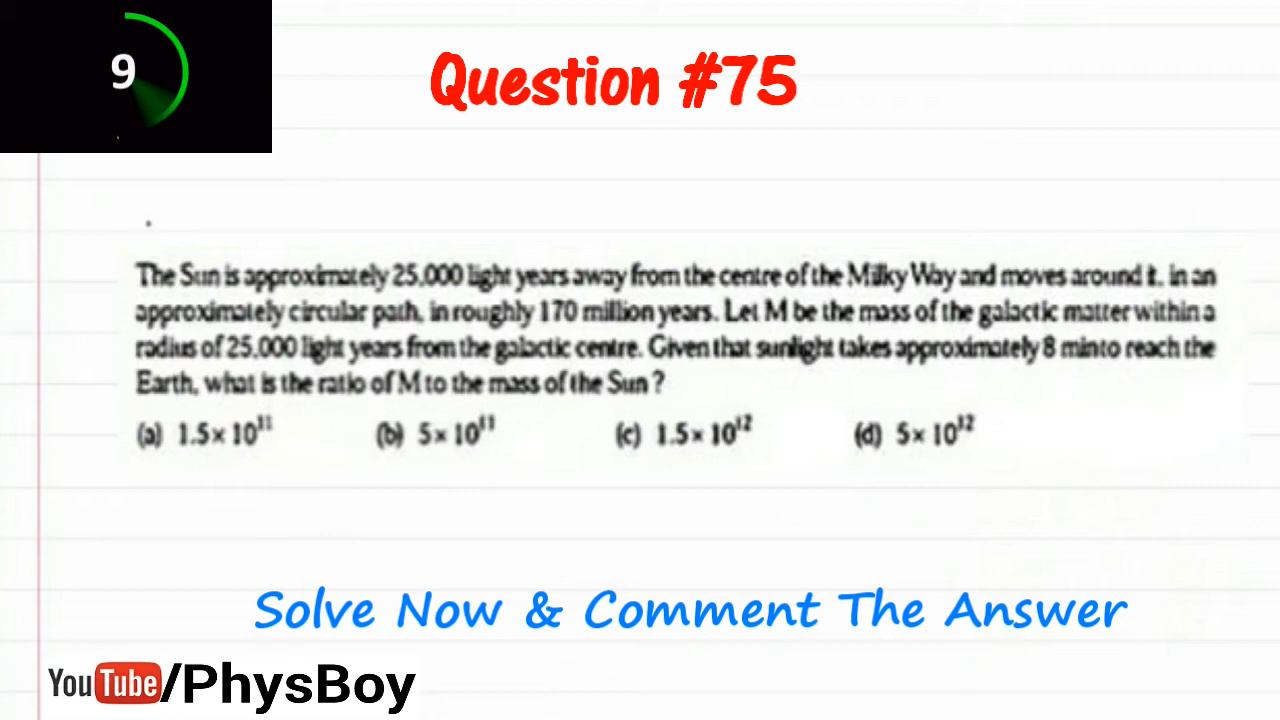 9
Question #75
The Sun is approximately 25,000 light years away from the centre of the Milky Way and moves around it, in an
approximately circular path, in roughly 170 million years. Let M be the mass of the galactic matter within a
radius of 25,000 light years from the galactic centre. Given that sunlight takes approximately 8 min to reach the
Earth, what is the ratio of M to the mass of the Sun ?
(a) 1.5× 10¹¹ (b) 5× 10¹¹ (c) 1.5× 10¹² (d) 5× 10¹²
Solve Now & Comment The Answer
YouTube/PhysBoy